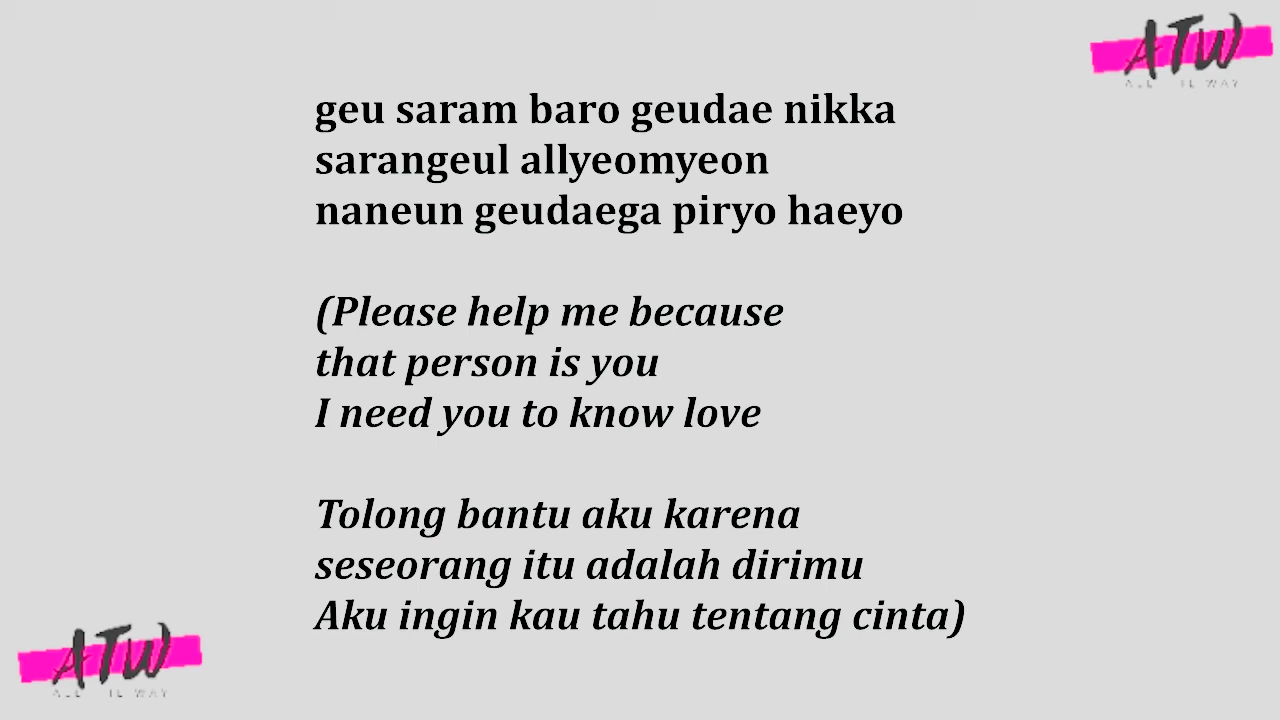 ATW
geu saram baro geudae nikka
sarangeul allyeomyeon
naneun geudaega piryo haeyo
(Please help me because
that person is you
I need you to know love
Tolong bantu aku karena
seseorang itu adalah dirimu
Aku ingin kau tahu tentang cinta)
ATW